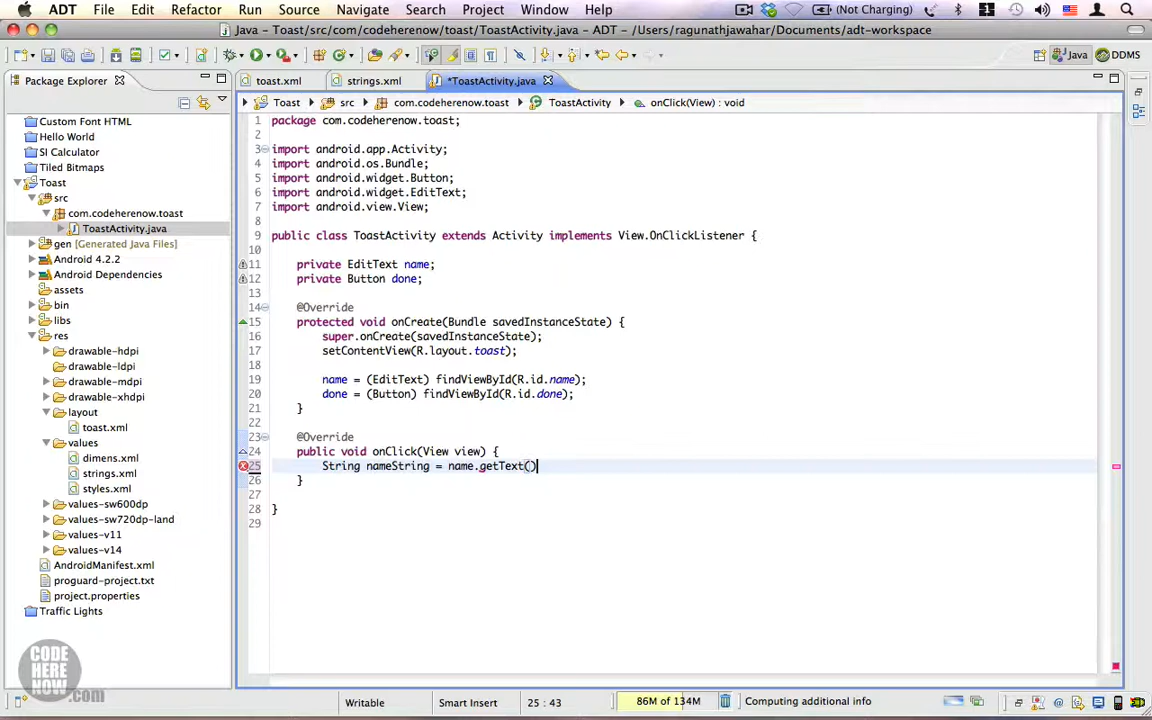 ADT File Edit Refactor Run Source Navigate Search Project Window Help (Not Charging) 1
Java – Toast/src/com/codeherenow/toast/ToastActivity.java – ADT – /Users/ragunathjawahar/Documents/adt-workspace
Java DDMS
Package Explorer
toast.xml strings.xml *ToastActivity.java
Toast src com.codeherenow.toast ToastActivity onClick(View) : void
Custom Font HTML
Hello World
SI Calculator
Tiled Bitmaps
Toast
src
com.codeherenow.toast
ToastActivity.java
gen [Generated Java Files]
Android 4.2.2
Android Dependencies
assets
bin
libs
res
drawable-hdpi
drawable-ldpi
drawable-mdpi
drawable-xhdpi
layout
toast.xml
values
dimens.xml
strings.xml
styles.xml
values-sw600dp
values-sw720dp-land
values-v11
values-v14
AndroidManifest.xml
proguard-project.txt
project.properties
Traffic Lights
1 package com.codeherenow.toast;
2
3 import android.app.Activity;
4 import android.os.Bundle;
5 import android.widget.Button;
6 import android.widget.EditText;
7 import android.view.View;
8
9 public class ToastActivity extends Activity implements View.OnClickListener {
10
11 private EditText name;
12 private Button done;
13
14 @Override
15 protected void onCreate(Bundle savedInstanceState) {
16 super.onCreate(savedInstanceState);
17 setContentView(R.layout.toast);
18
19 name = (EditText) findViewById(R.id.name);
20 done = (Button) findViewById(R.id.done);
21 }
22
23 @Override
24 public void onClick(View view) {
25 String nameString = name.getText()
26 }
27
28 }
29
CODE
HERE
NOW
.com
Writable Smart Insert 25 : 43 86M of 134M Computing additional info